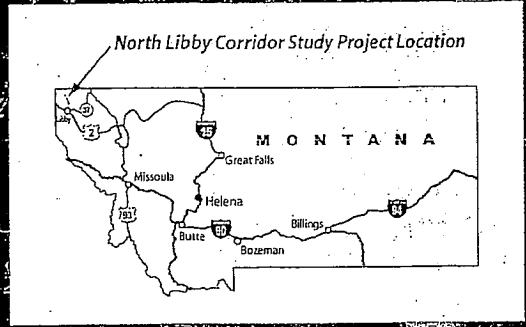 North Libby Corridor Study Project Location
37
Libby
2
15
MONTANA
Great Falls
Missoula
Helena
93
Billings
94
Butte
90
Bozeman